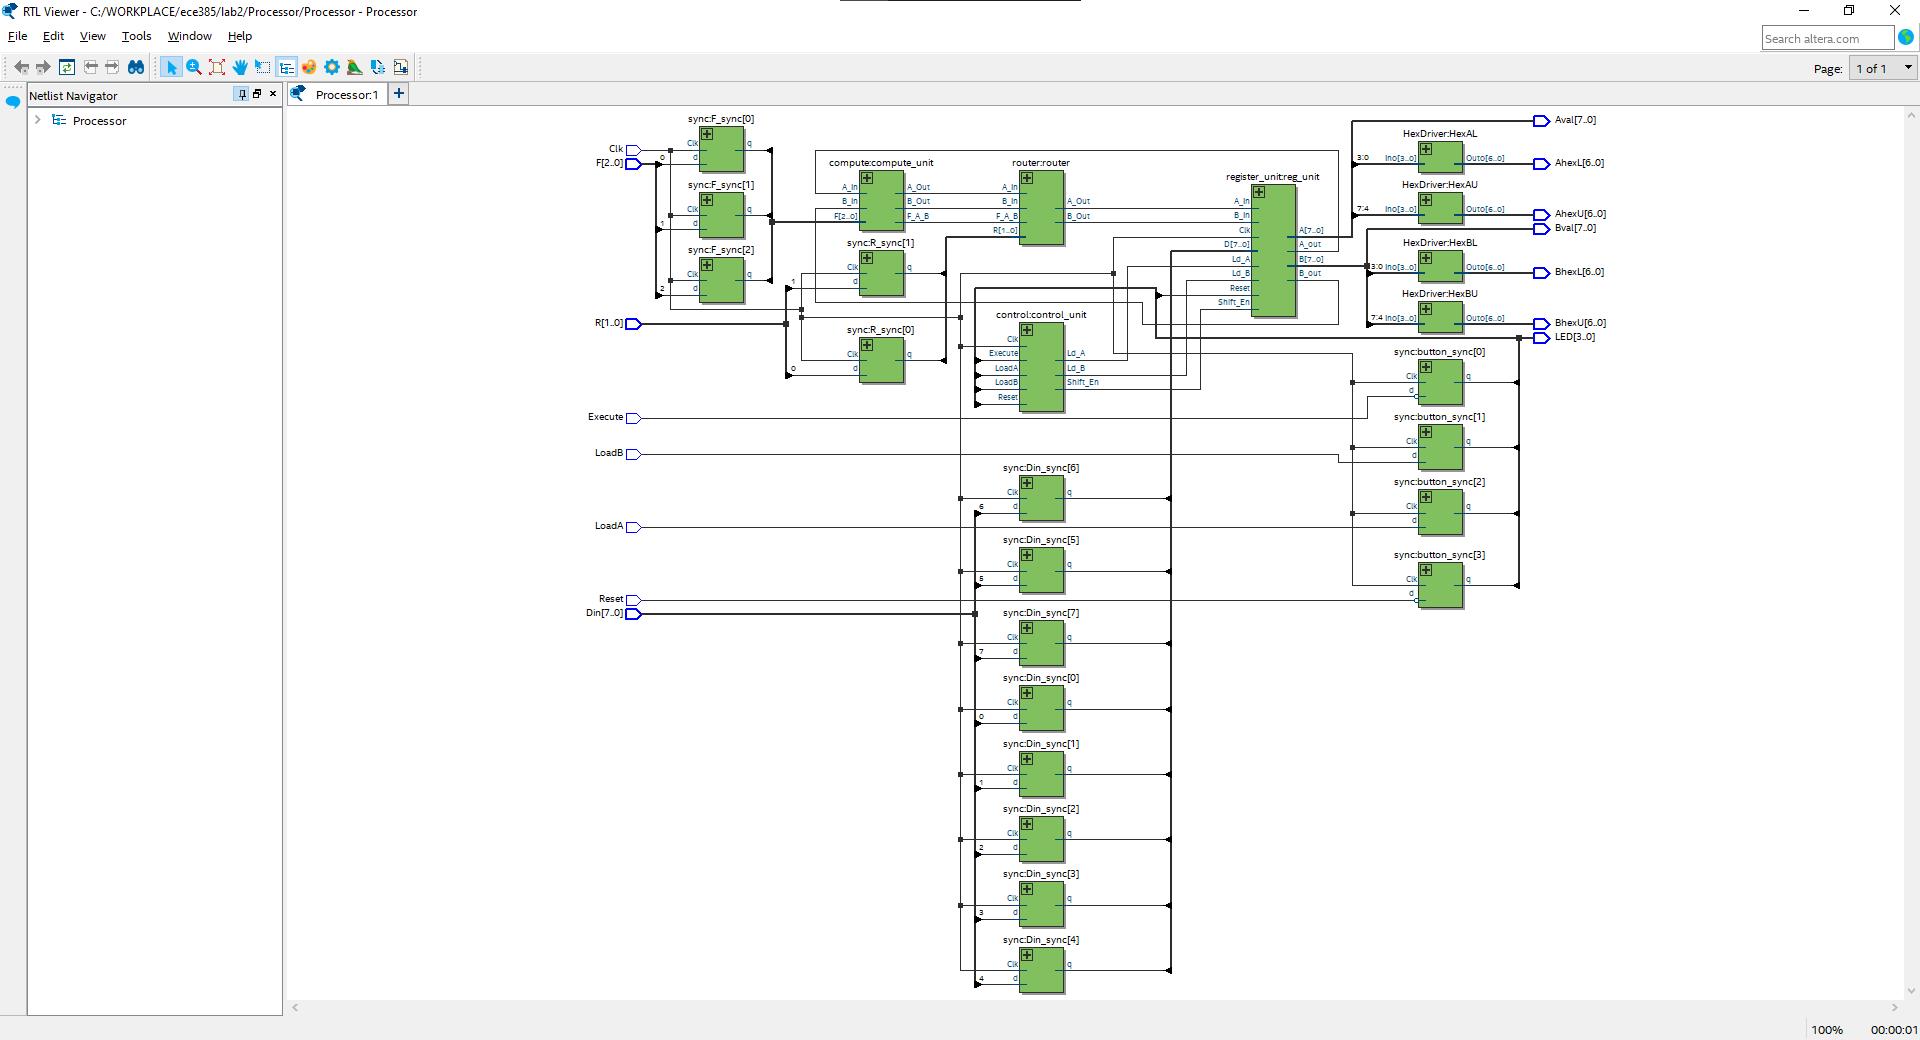 RTL Viewer - C:/WORKPLACE/ece385/lab2/Processor/Processor - Processor
File Edit View Tools Window Help
Search altera.com
Page: 1 of 1
Netlist Navigator
Processor
Processor:1
Clk
F[2..0]
R[1..0]
Execute
LoadB
LoadA
Reset
Din[7..0]
sync:F_sync[0]
Clk
d
q
0
sync:F_sync[1]
Clk
d
q
1
sync:F_sync[2]
Clk
d
q
2
compute:compute_unit
A_In
B_In
F[2..0]
A_Out
B_Out
F_A_B
sync:R_sync[1]
Clk
d
q
1
sync:R_sync[0]
Clk
d
q
0
router:router
A_In
B_In
F_A_B
R[1..0]
A_Out
B_Out
control:control_unit
Clk
Execute
LoadA
LoadB
Reset
Ld_A
Ld_B
Shift_En
register_unit:reg_unit
A_In
B_In
Clk
D[7..0]
Ld_A
Ld_B
Reset
Shift_En
A[7..0]
A_out
B[7..0]
B_out
sync:Din_sync[6]
Clk
d
q
6
sync:Din_sync[5]
Clk
d
q
5
sync:Din_sync[7]
Clk
d
q
7
sync:Din_sync[0]
Clk
d
q
0
sync:Din_sync[1]
Clk
d
q
1
sync:Din_sync[2]
Clk
d
q
2
sync:Din_sync[3]
Clk
d
q
3
sync:Din_sync[4]
Clk
d
q
4
HexDriver:HexAL
3:0 In0[3..0] Out0[6..0]
HexDriver:HexAU
7:4 In0[3..0] Out0[6..0]
HexDriver:HexBL
3:0 In0[3..0] Out0[6..0]
HexDriver:HexBU
7:4 In0[3..0] Out0[6..0]
sync:button_sync[0]
Clk
d
q
sync:button_sync[1]
Clk
d
q
sync:button_sync[2]
Clk
d
q
sync:button_sync[3]
Clk
d
q
Aval[7..0]
AhexL[6..0]
AhexU[6..0]
Bval[7..0]
BhexL[6..0]
BhexU[6..0]
LED[3..0]
100% 00:00:01